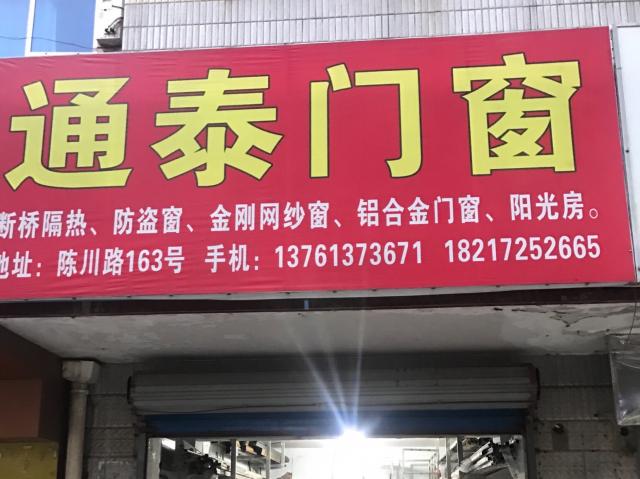 通泰门窗
断桥隔热、防盗窗、金刚网纱窗、铝合金门窗、阳光房。
地址：陈川路163号 手机：13761373671 18217252665